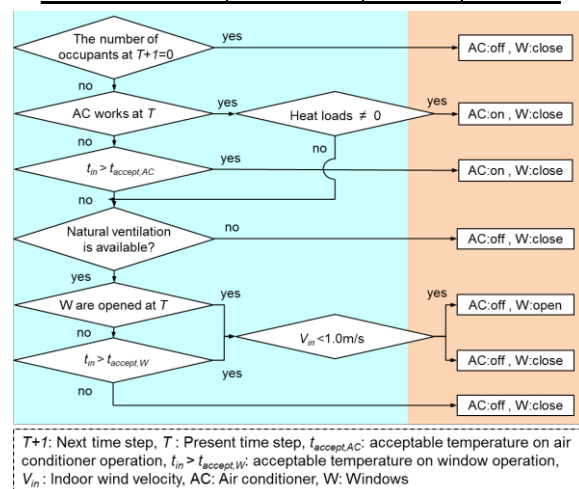 The number of
occupants at T+1=0
yes
AC:off , W:close
no
AC works at T
yes
Heat loads ≠ 0
yes
AC:on , W:close
no
no
t_in > t_accept,AC
yes
AC:on , W:close
no
Natural ventilation
is available?
no
AC:off , W:close
yes
W are opened at T
yes
yes
AC:off , W:open
no
V_in <1.0m/s
t_in > t_accept,W
yes
AC:off , W:close
no
AC:off , W:close
T+1: Next time step, T : Present time step, t_accept,AC: acceptable temperature on air
conditioner operation, t_in > t_accept,W: acceptable temperature on window operation,
V_in : Indoor wind velocity, AC: Air conditioner, W: Windows